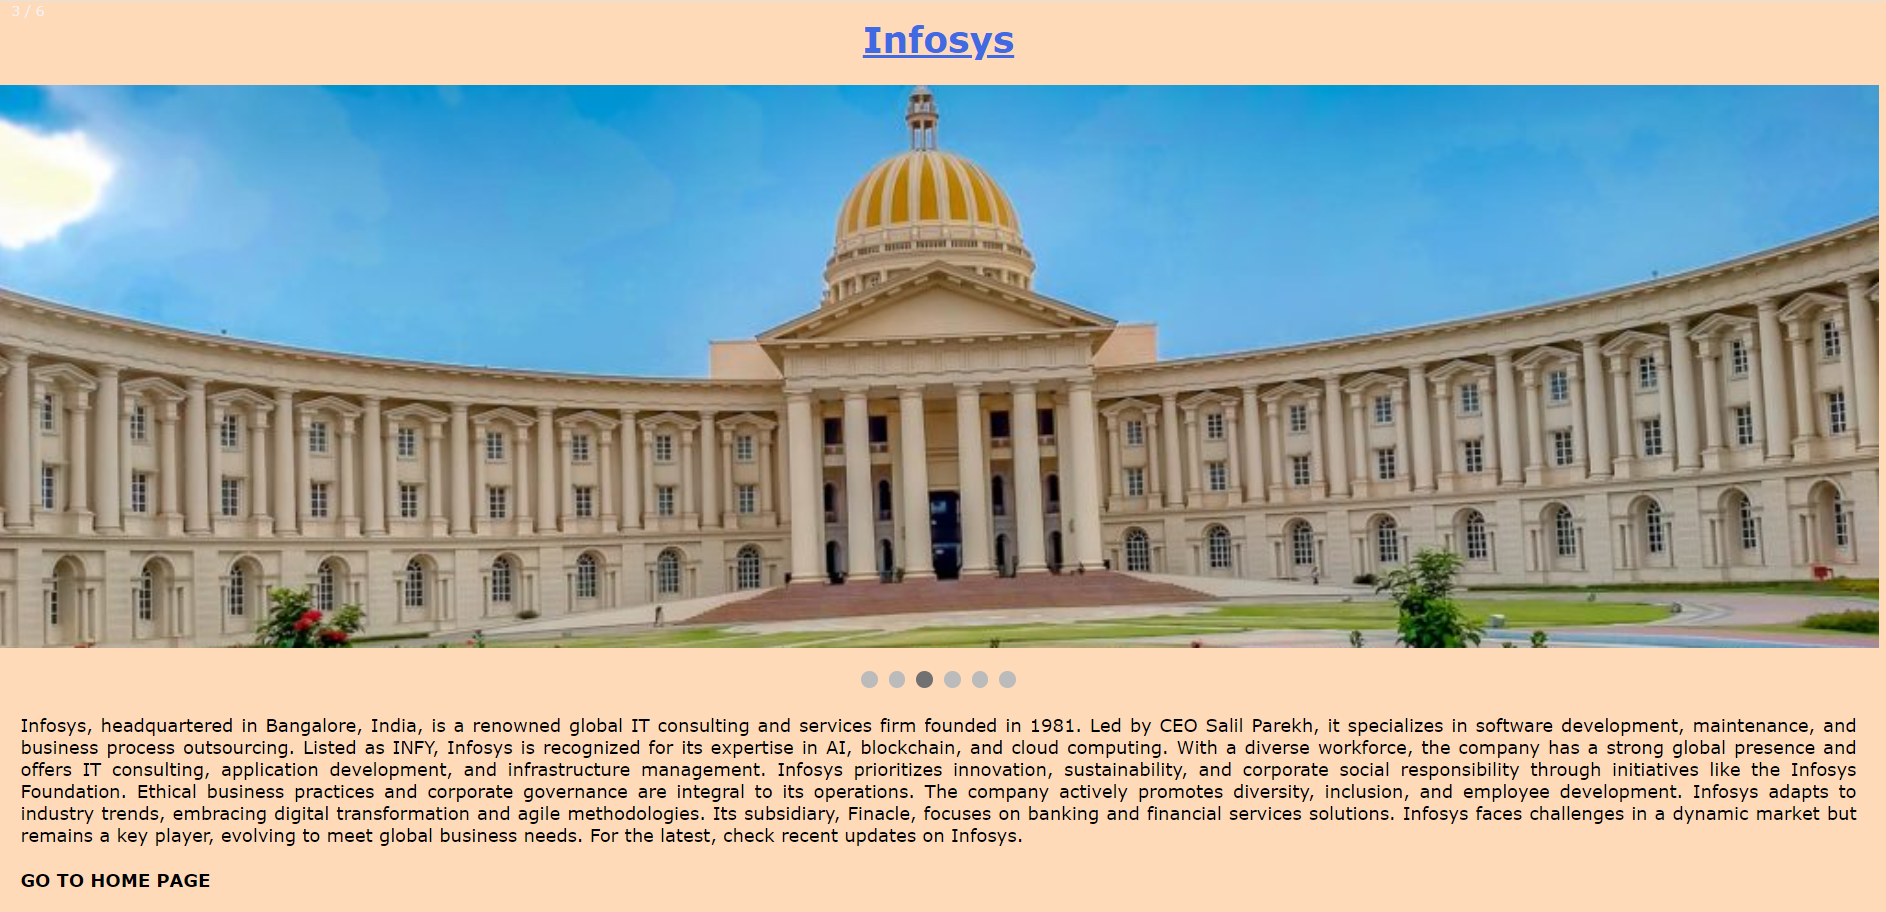 3 / 6
Infosys
Infosys, headquartered in Bangalore, India, is a renowned global IT consulting and services firm founded in 1981. Led by CEO Salil Parekh, it specializes in software development, maintenance, and
business process outsourcing. Listed as INFY, Infosys is recognized for its expertise in AI, blockchain, and cloud computing. With a diverse workforce, the company has a strong global presence and
offers IT consulting, application development, and infrastructure management. Infosys prioritizes innovation, sustainability, and corporate social responsibility through initiatives like the Infosys
Foundation. Ethical business practices and corporate governance are integral to its operations. The company actively promotes diversity, inclusion, and employee development. Infosys adapts to
industry trends, embracing digital transformation and agile methodologies. Its subsidiary, Finacle, focuses on banking and financial services solutions. Infosys faces challenges in a dynamic market but
remains a key player, evolving to meet global business needs. For the latest, check recent updates on Infosys.
GO TO HOME PAGE